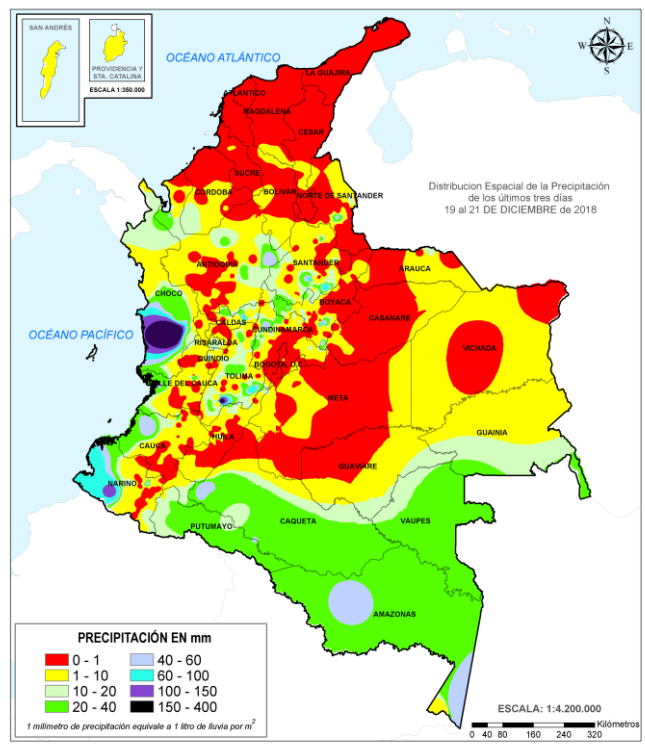 SAN ANDRÉS
PROVIDENCIA Y
STA. CATALINA
ESCALA 1:350.000
OCÉANO ATLÁNTICO
N
W
E
S
LA GUAJIRA
ATLANTICO
MAGDALENA
CESAR
SUCRE
CORDOBA
BOLIVAR
NORTE DE SANTANDER
Distribucion Espacial de la Precipitación
de los últimos tres días
19 al 21 DE DICIEMBRE de 2018
ANTIOQUIA
SANTANDER
ARAUCA
CHOCO
BOYACA
CASANARE
OCÉANO PACÍFICO
CALDAS
CUNDINAMARCA
RISARALDA
VICHADA
QUINDIO
BOGOTA, D.C.
TOLIMA
VALLE DEL CAUCA
META
CAUCA
HUILA
GUAINIA
GUAVIARE
NARIÑO
PUTUMAYO
CAQUETA
VAUPES
AMAZONAS
PRECIPITACIÓN EN mm
0 - 1
40 - 60
1 - 10
60 - 100
10 - 20
100 - 150
20 - 40
150 - 400
1 milímetro de precipitación equivale a 1 litro de lluvia por m2
ESCALA: 1:4.200.000
Kilómetros
0 40 80 160 240 320